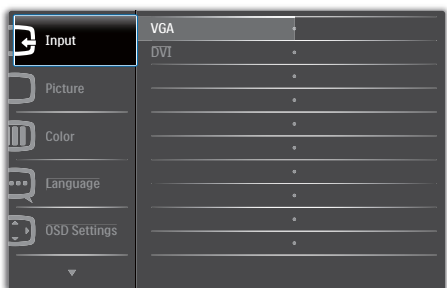 Input
VGA
DVI
Picture
Color
Language
OSD Settings